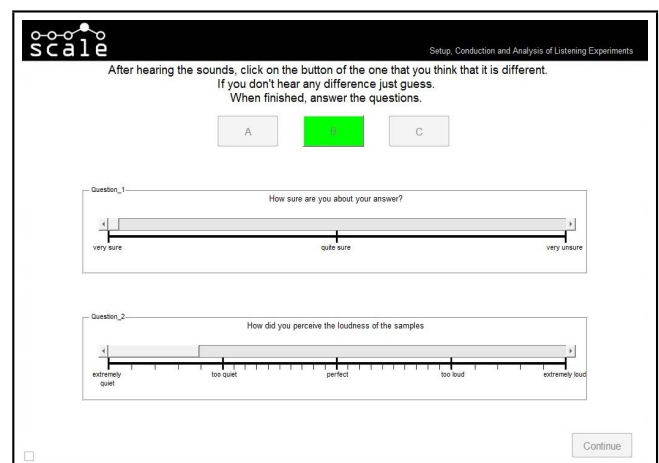 scale
Setup, Conduction and Analysis of Listening Experiments
After hearing the sounds, click on the button of the one that you think that it is different.
If you don't hear any difference just guess.
When finished, answer the questions.
A B C
Question_1
How sure are you about your answer?
very sure quite sure very unsure
Question_2
How did you perceive the loudness of the samples
extremely quiet too quiet perfect too loud extremely loud
Continue